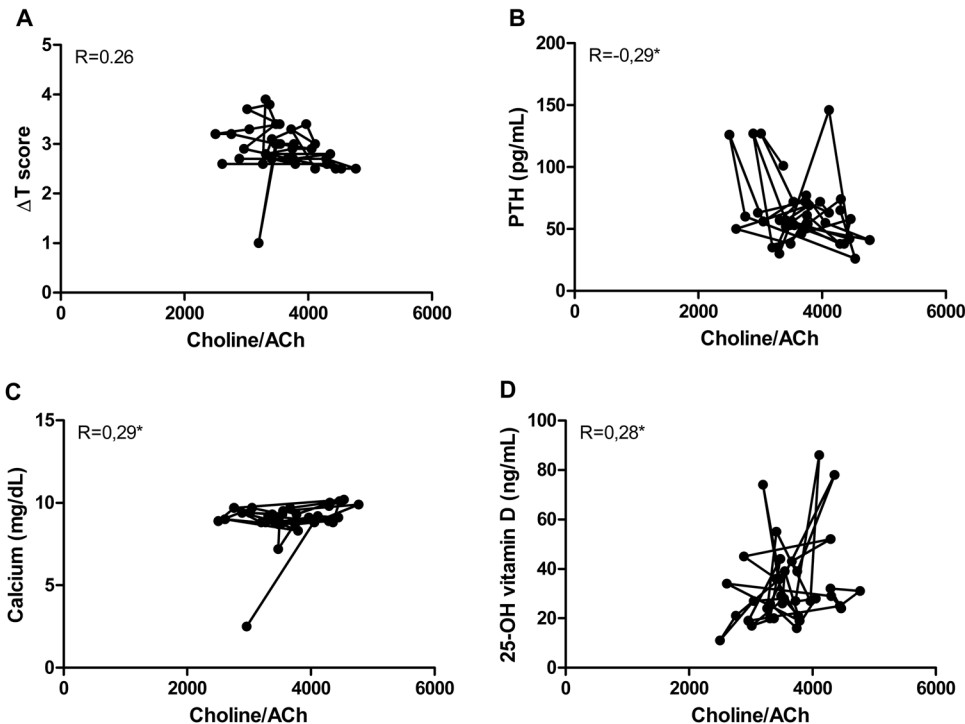 A
R=0.26
5
4
3
2
1
0
Δ T score
0 2000 4000 6000
Choline/ACh
B
R=-0,29*
200
150
100
50
0
PTH (pg/mL)
0 2000 4000 6000
Choline/ACh
C
R=0,29*
15
10
5
0
Calcium (mg/dL)
0 2000 4000 6000
Choline/ACh
D
R=0,28*
100
80
60
40
20
0
25-OH vitamin D (ng/mL)
0 2000 4000 6000
Choline/ACh